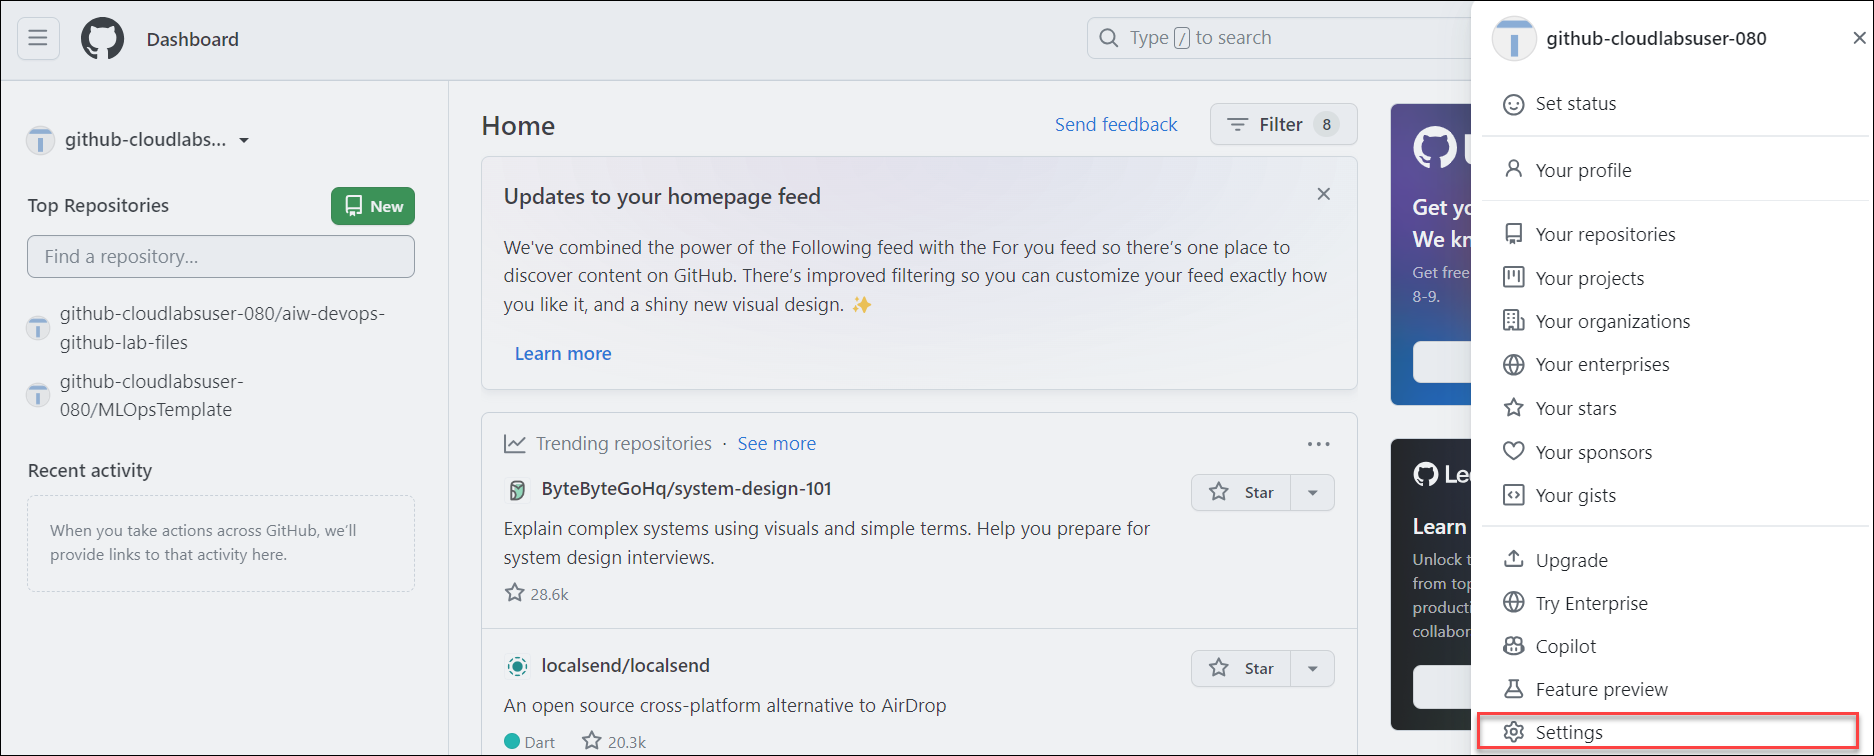 Dashboard
Type / to search
github-cloudlabsuser-080
Set status
Your profile
Your repositories
Your projects
Your organizations
Your enterprises
Your stars
Your sponsors
Your gists
Upgrade
Try Enterprise
Copilot
Feature preview
Settings
github-cloudlabs...
Top Repositories
New
Find a repository...
github-cloudlabsuser-080/aiw-devops-
github-lab-files
github-cloudlabsuser-
080/MLOpsTemplate
Recent activity
When you take actions across GitHub, we'll
provide links to that activity here.
Home
Send feedback
Filter 8
Updates to your homepage feed
We've combined the power of the Following feed with the For you feed so there's one place to
discover content on GitHub. There's improved filtering so you can customize your feed exactly how
you like it, and a shiny new visual design. ✨
Learn more
Trending repositories · See more
ByteByteGoHq/system-design-101
Star
Explain complex systems using visuals and simple terms. Help you prepare for
system design interviews.
28.6k
localsend/localsend
Star
An open source cross-platform alternative to AirDrop
Dart 20.3k
Get yo
We kn
Get free
8-9.
Le
Learn
Unlock t
from top
producti
collabor